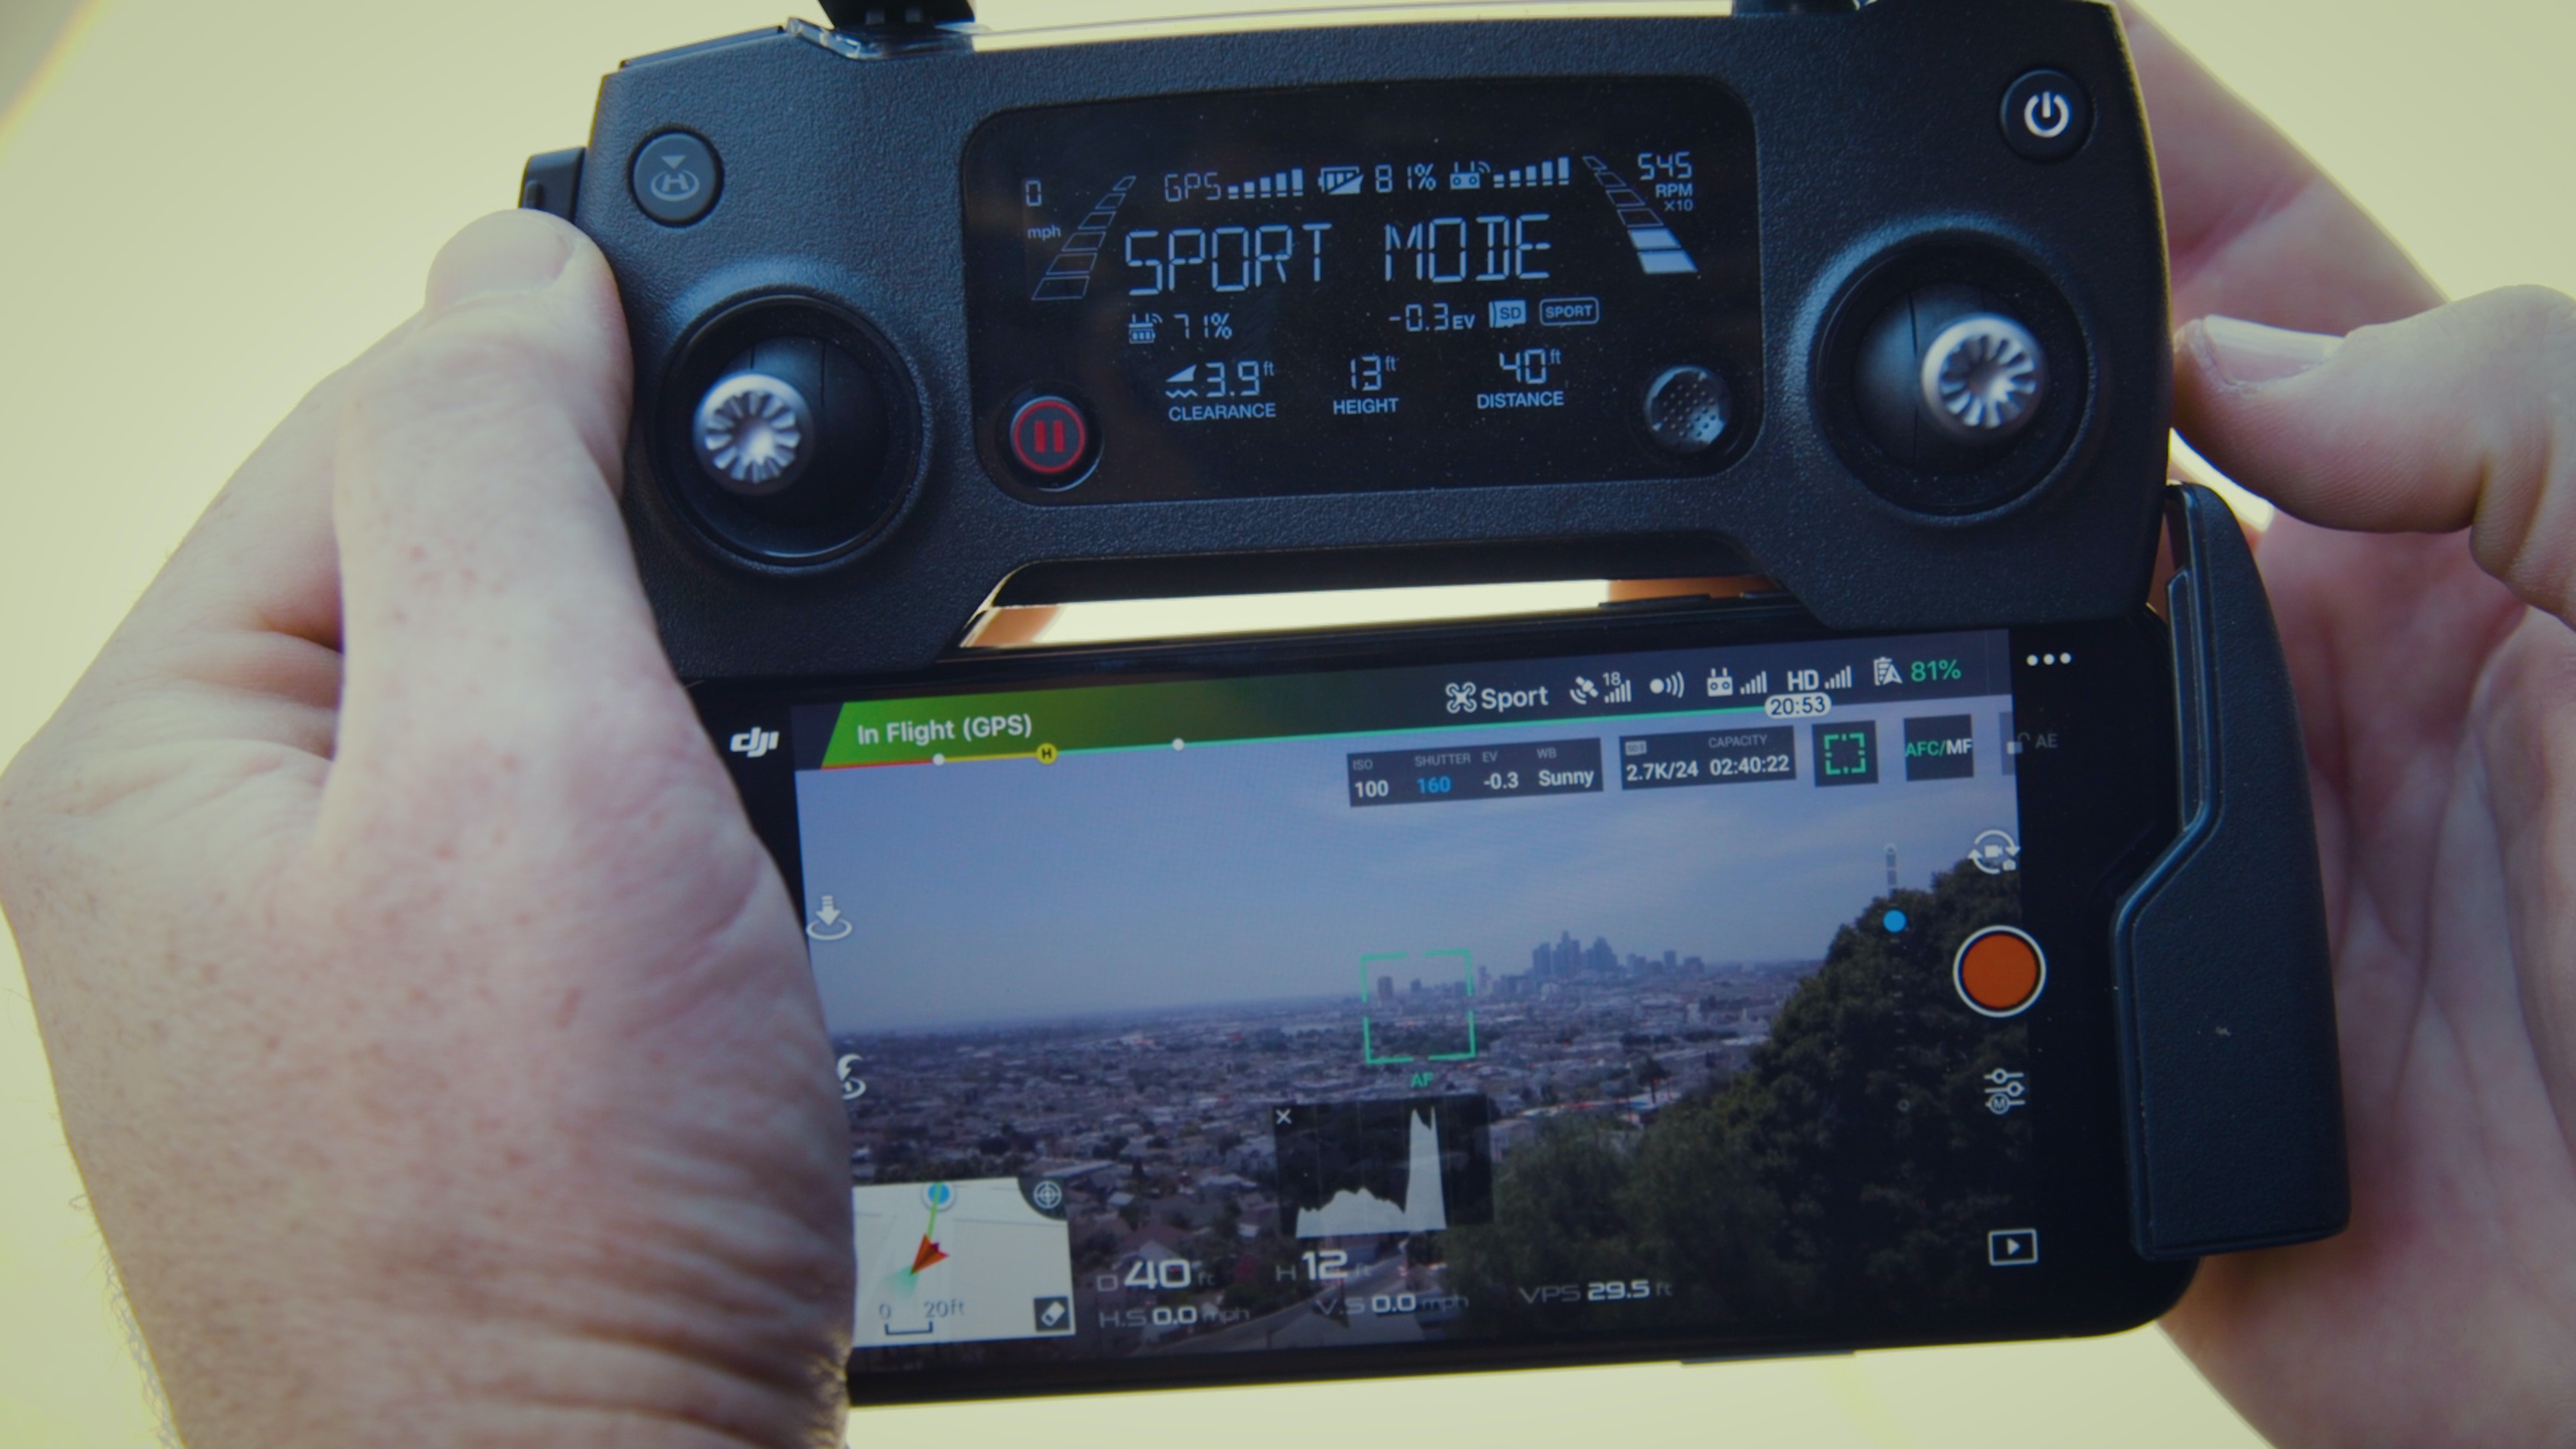 0 GPS 81% 545
mph RPM
X10
SPORT MODE
71% -0.3EV SD SPORT
3.9ft 13ft 40ft
CLEARANCE HEIGHT DISTANCE
dji In Flight (GPS) Sport 18 HD 81%
20:53
ISO SHUTTER EV WB CAPACITY
100 160 -0.3 Sunny 2.7K/24 02:40:22 AFC/MF AE
AF
M
D 40 ft H 12 ft
0 20ft H.S 0.0 mph V.S 0.0 mph VPS 29.5 ft
H